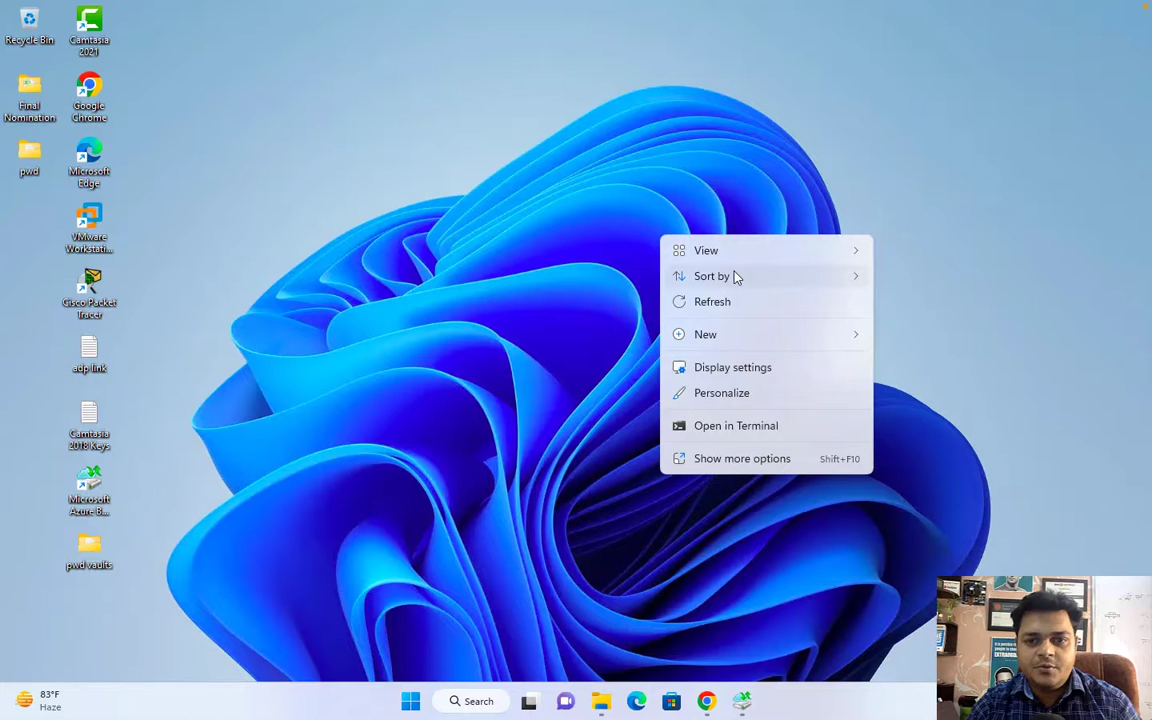 Recycle Bin
Camtasia
2021
Final
Nomination
Google
Chrome
pwd
Microsoft
Edge
VMware
Workstati...
Cisco Packet
Tracer
adp link
Camtasia
2018 Keys
Microsoft
Azure B...
pwd vaults
View
Sort by
Refresh
New
Display settings
Personalize
Open in Terminal
Show more options Shift+F10
83°F
Haze
Search